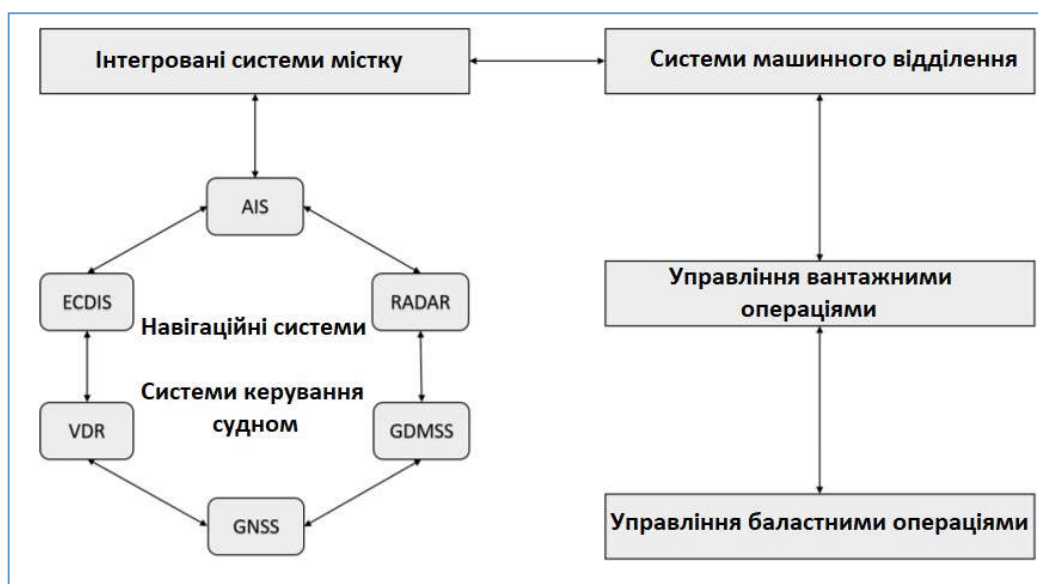 Інтегровані системи містку
Системи машинного відділення
AIS
ECDIS
RADAR
Навігаційні системи
Управління вантажними
операціями
Системи керування
судном
VDR
GDMSS
GNSS
Управління баластними операціями